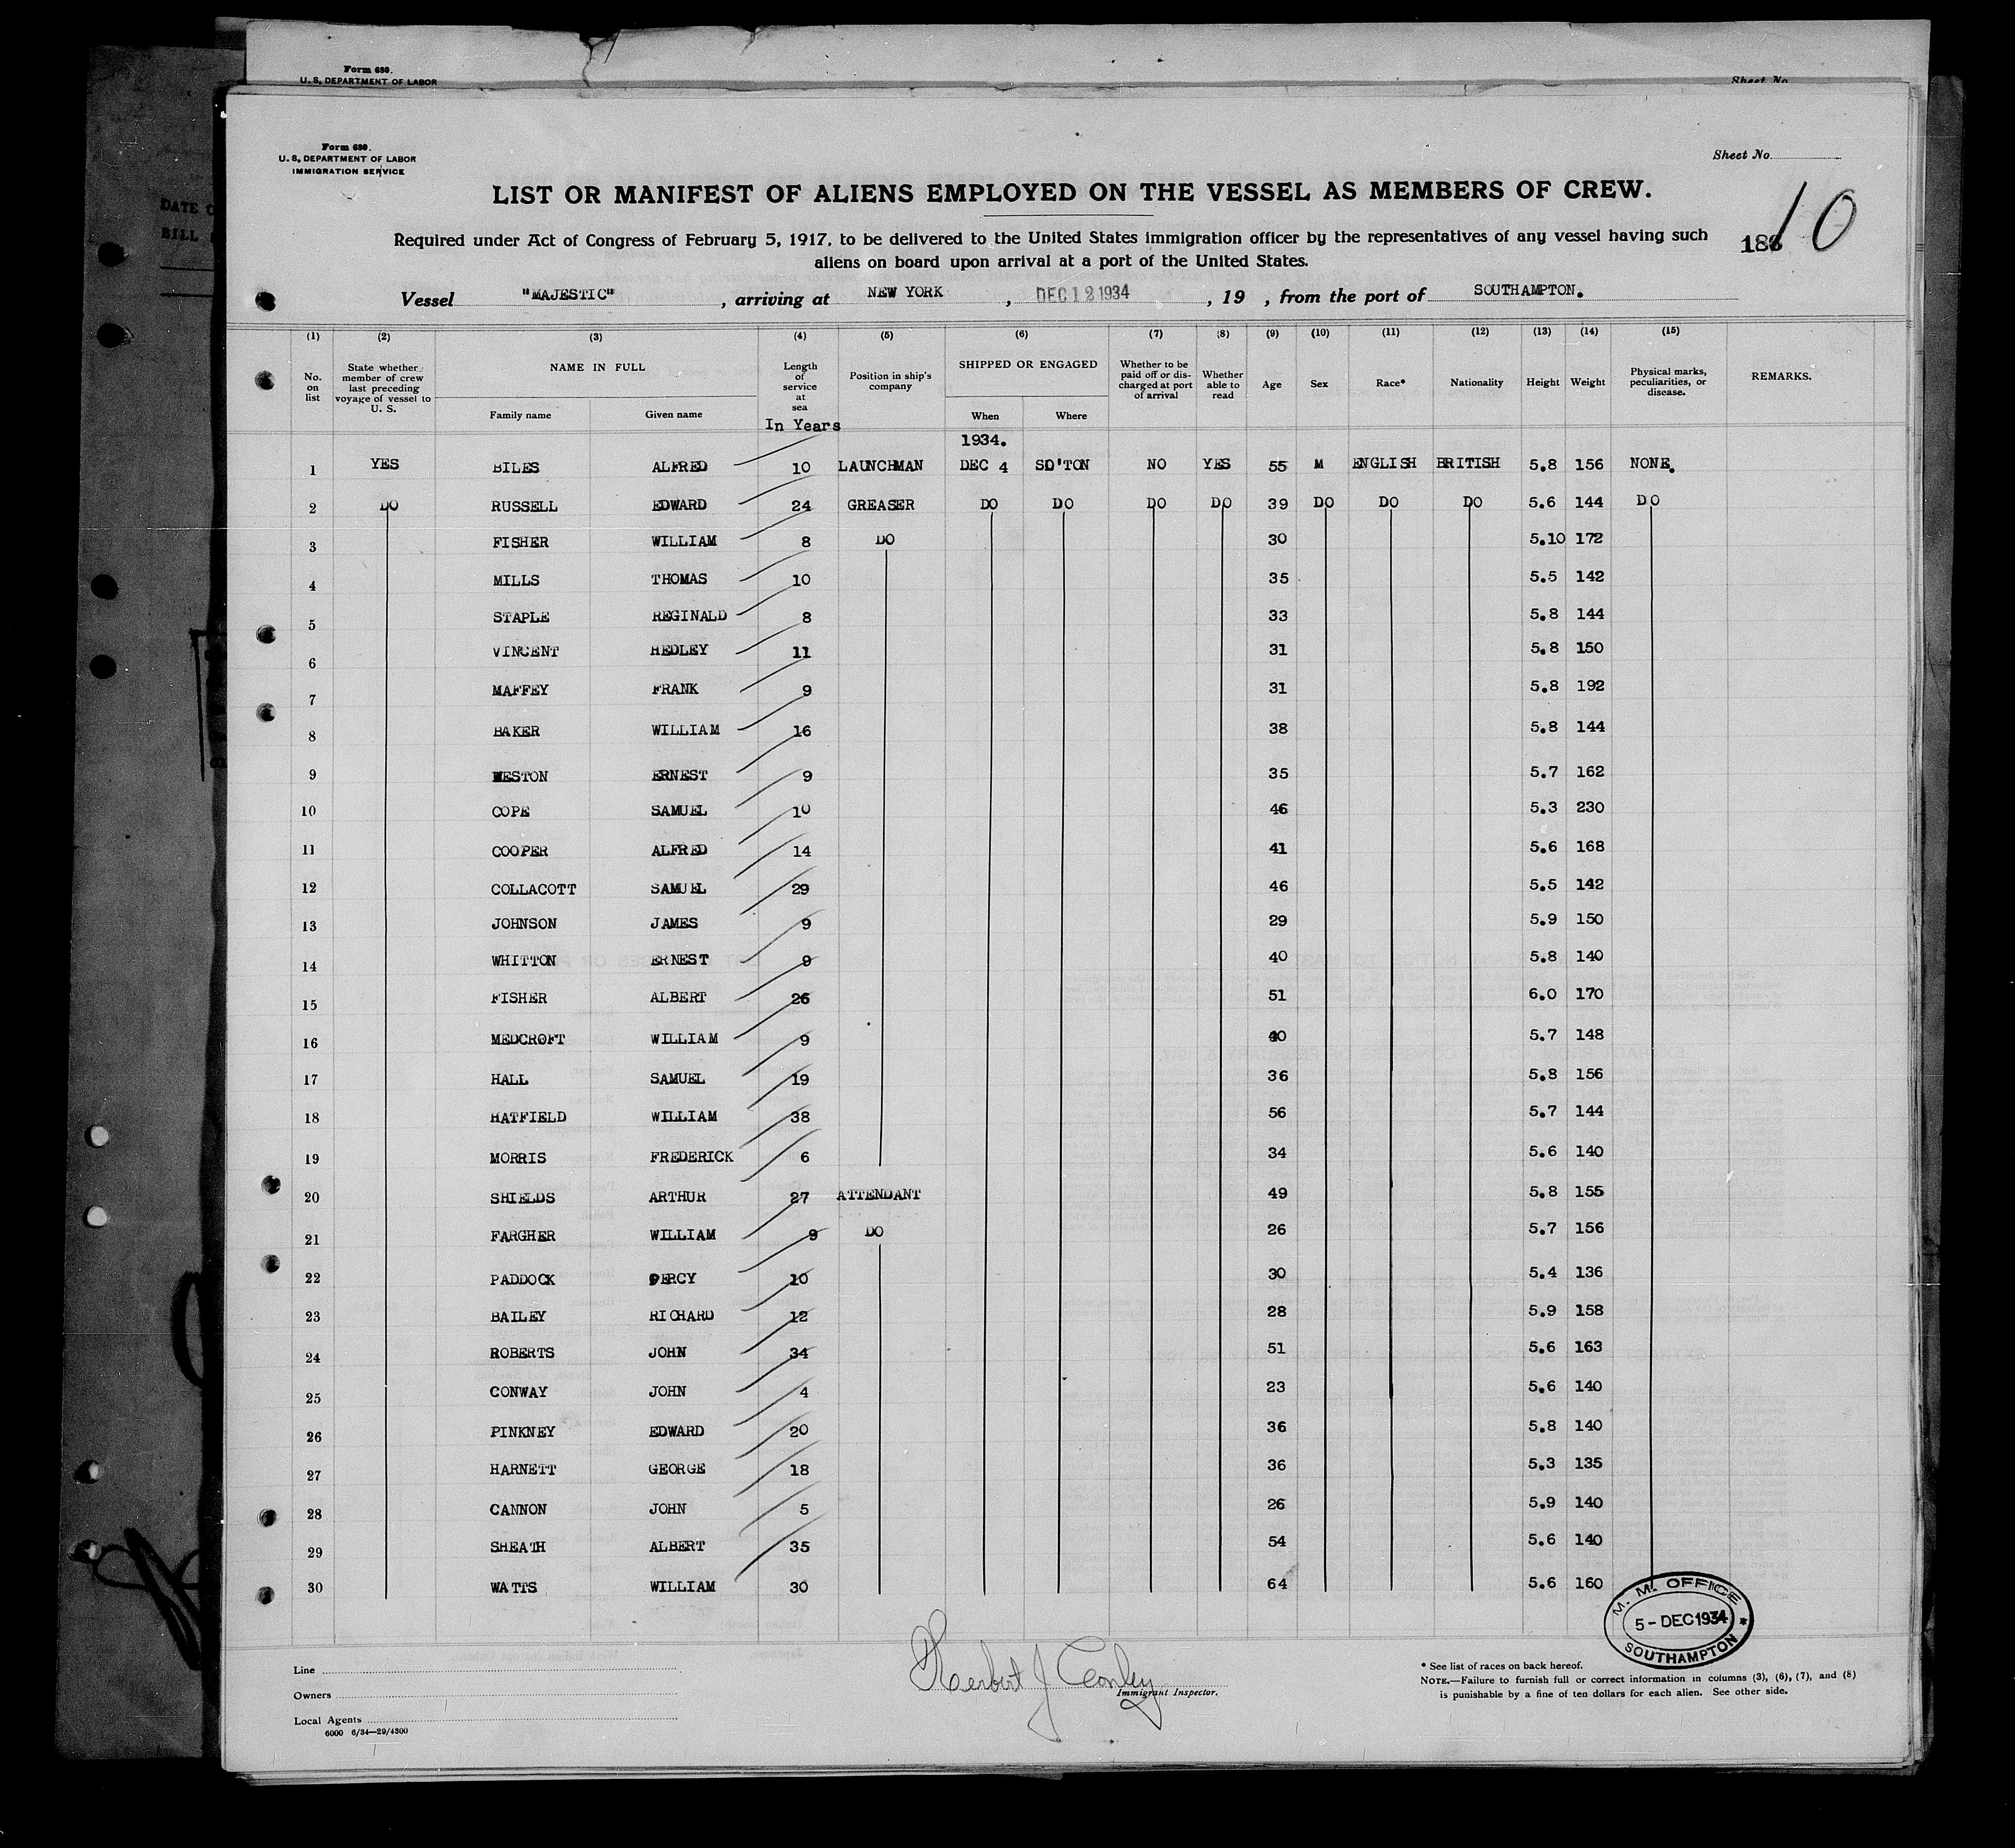 Form 680.
U. S. DEPARTMENT OF LABOR
Sheet No.
Form 680.
U. S. DEPARTMENT OF LABOR
IMMIGRATION SERVICE
Sheet No.
LIST OR MANIFEST OF ALIENS EMPLOYED ON THE VESSEL AS MEMBERS OF CREW.
10
Required under Act of Congress of February 5, 1917, to be delivered to the United States immigration officer by the representatives of any vessel having such
aliens on board upon arrival at a port of the United States.
Vessel "MAJESTIC", arriving at NEW YORK, DEC 12 1934, 19 , from the port of SOUTHAMPTON.
(1) (2) (3) (4) (5) (6) (7) (8) (9) (10) (11) (12) (13) (14) (15)
No. on list State whether member of crew last preceding voyage of vessel to U. S. NAME IN FULL Family name Given name Length of service at sea In Years Position in ship's company SHIPPED OR ENGAGED When Where Whether to be paid off or discharged at port of arrival Whether able to read Age Sex Race* Nationality Height Weight Physical marks, peculiarities, or disease. REMARKS.
1934.
1 YES BILES ALFRED 10 LAUNCHMAN DEC 4 SO'TON NO YES 55 M ENGLISH BRITISH 5.8 156 NONE.
2 DO RUSSELL EDWARD 24 GREASER DO DO DO DO 39 DO DO DO 5.6 144 DO
3 FISHER WILLIAM 8 DO 30 5.10 172
4 MILLS THOMAS 10 35 5.5 142
5 STAPLE REGINALD 8 33 5.8 144
6 VINCENT HEDLEY 11 31 5.8 150
7 MAFFEY FRANK 9 31 5.8 192
8 BAKER WILLIAM 16 38 5.8 144
9 WESTON ERNEST 9 35 5.7 162
10 COPE SAMUEL 10 46 5.3 230
11 COOPER ALFRED 14 41 5.6 168
12 COLLACOTT SAMUEL 29 46 5.5 142
13 JOHNSON JAMES 9 29 5.9 150
14 WHITTON ERNEST 9 40 5.8 140
15 FISHER ALBERT 26 51 6.0 170
16 MEDCROFT WILLIAM 9 40 5.7 148
17 HALL SAMUEL 19 36 5.8 156
18 HATFIELD WILLIAM 38 56 5.7 144
19 MORRIS FREDERICK 6 34 5.6 140
20 SHIELDS ARTHUR 27 ATTENDANT 49 5.8 155
21 FARGHER WILLIAM 9 DO 26 5.7 156
22 PADDOCK PERCY 10 30 5.4 136
23 BAILEY RICHARD 12 28 5.9 158
24 ROBERTS JOHN 34 51 5.6 163
25 CONWAY JOHN 4 23 5.6 140
26 PINKNEY EDWARD 20 36 5.8 140
27 HARNETT GEORGE 18 36 5.3 135
28 CANNON JOHN 5 26 5.9 140
29 SHEATH ALBERT 35 54 5.6 140
30 WATTS WILLIAM 30 64 5.6 160
M. M. OFFICE
5 - DEC 1934
SOUTHAMPTON
Line
Owners
Local Agents
6000 6/34—29/4300
Herbert J Conley
Immigrant Inspector.
* See list of races on back hereof.
NOTE.—Failure to furnish full or correct information in columns (3), (6), (7), and (8)
is punishable by a fine of ten dollars for each alien. See other side.